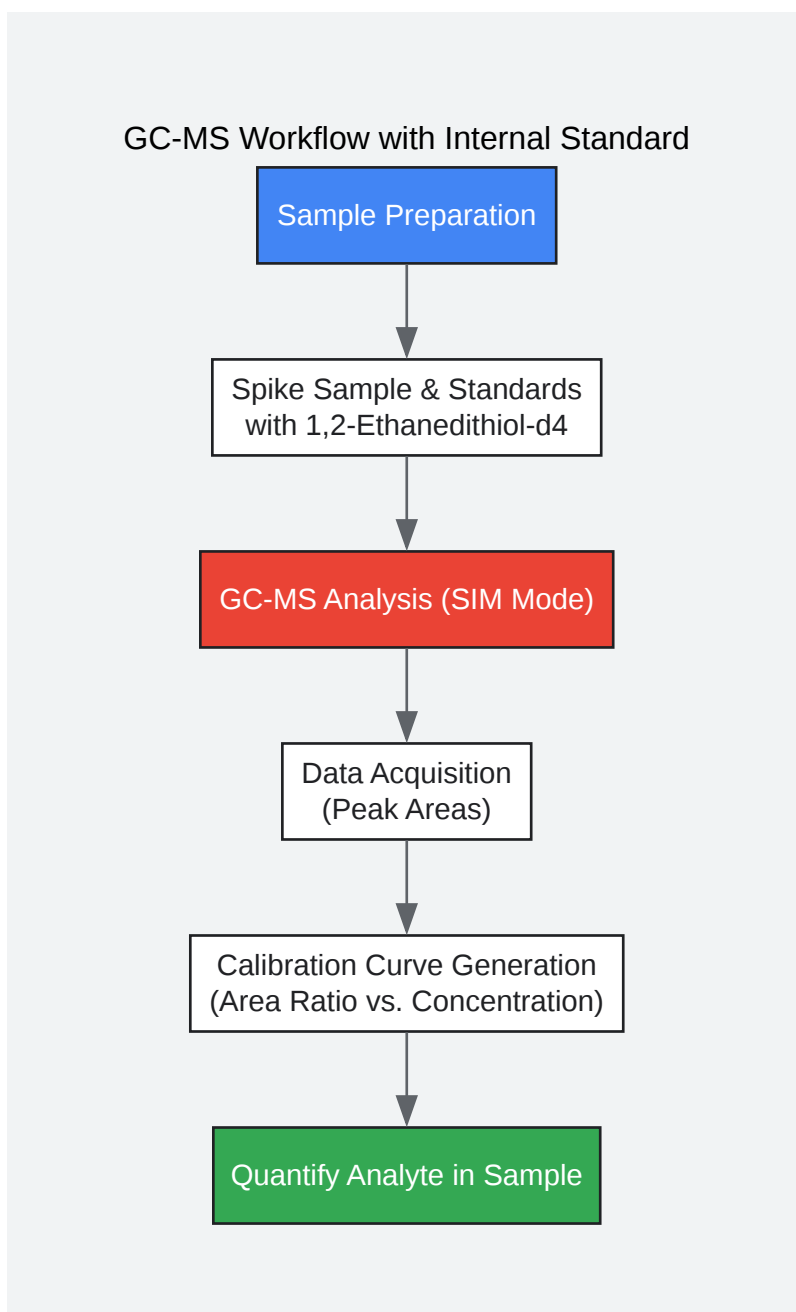 GC-MS Workflow with Internal Standard
Sample Preparation
Spike Sample & Standards
with 1,2-Ethanedithiol-d4
GC-MS Analysis (SIM Mode)
Data Acquisition
(Peak Areas)
Calibration Curve Generation
(Area Ratio vs. Concentration)
Quantify Analyte in Sample